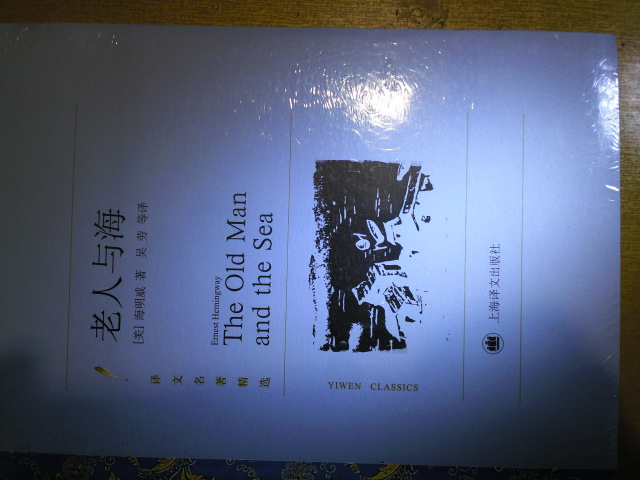 老人与海
[美] 海明威 著 吴劳 等译
译文名著精选
Ernest Hemingway
The Old Man
and the Sea
YIWEN CLASSICS
上海译文出版社